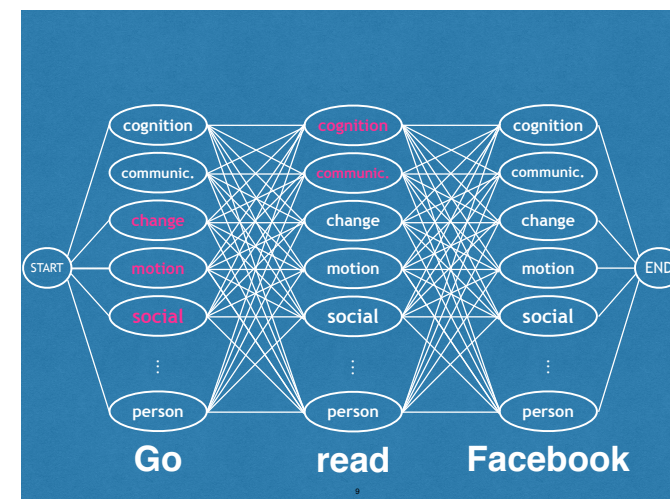 cognition cognition cognition
communic. communic. communic.
change change change
START motion motion motion END
social social social
⋮ ⋮ ⋮
person person person
Go read Facebook
9